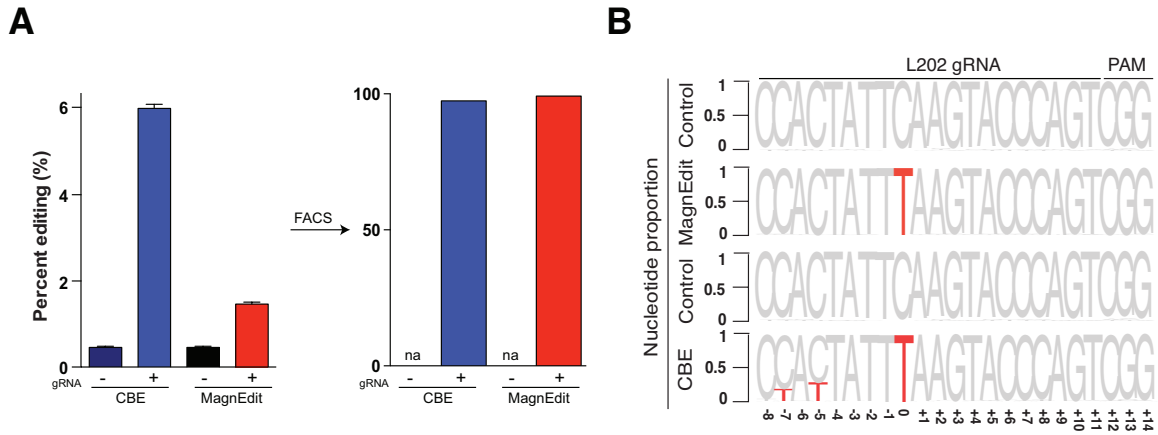 A
Percent editing (%)
6
4
2
0
gRNA - + - +
CBE MagnEdit
FACS
100
50
0
na na
gRNA - + - +
CBE MagnEdit
B
L202 gRNA PAM
Nucleotide proportion
Control
1
0.5
0
CCACTATTCAAGTACCCAGTCGG
MagnEdit
1
0.5
0
CCACTATTTAAGTACCCAGTCGG
Control
1
0.5
0
CCACTATTCAAGTACCCAGTCGG
CBE
1
0.5
0
CCACTATTTAAGTACCCAGTCGG
T T
-8 -7 -6 -5 -4 -3 -2 -1 0 +1 +2 +3 +4 +5 +6 +7 +8 +9 +10 +11 +12 +13 +14